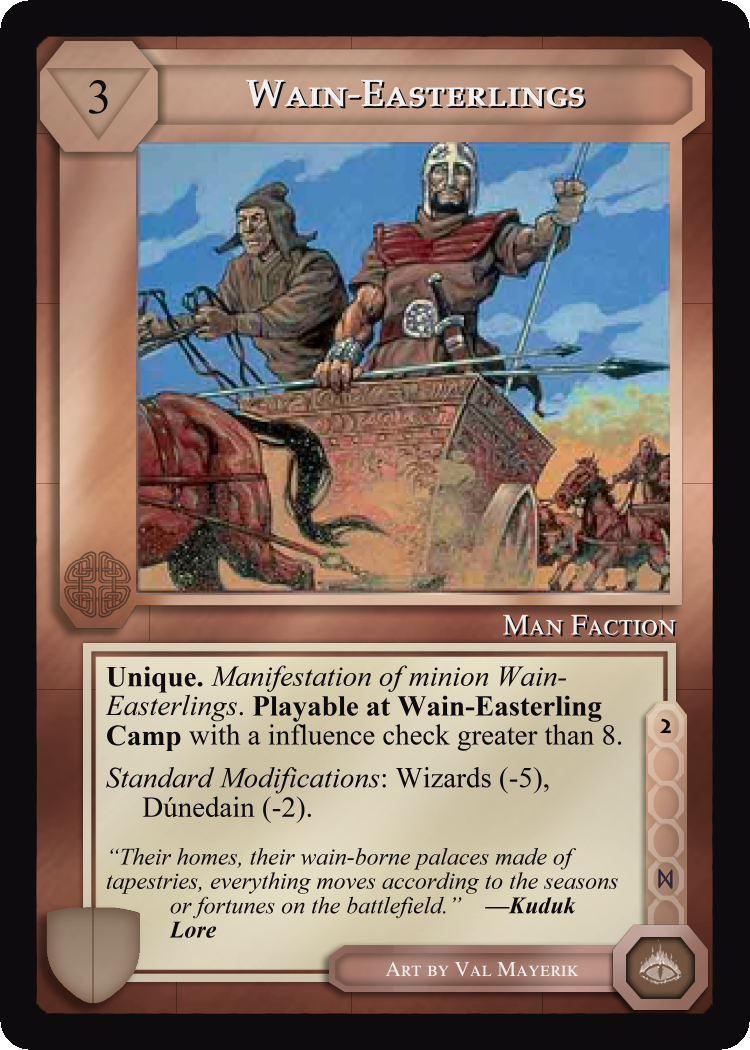 3
Wain-Easterlings
Man Faction
Unique. Manifestation of minion Wain-
Easterlings. Playable at Wain-Easterling
Camp with a influence check greater than 8.
Standard Modifications: Wizards (-5),
Dúnedain (-2).
2
“Their homes, their wain-borne palaces made of
tapestries, everything moves according to the seasons
or fortunes on the battlefield.” —Kuduk
Lore
ᛞ
Art by Val Mayerik